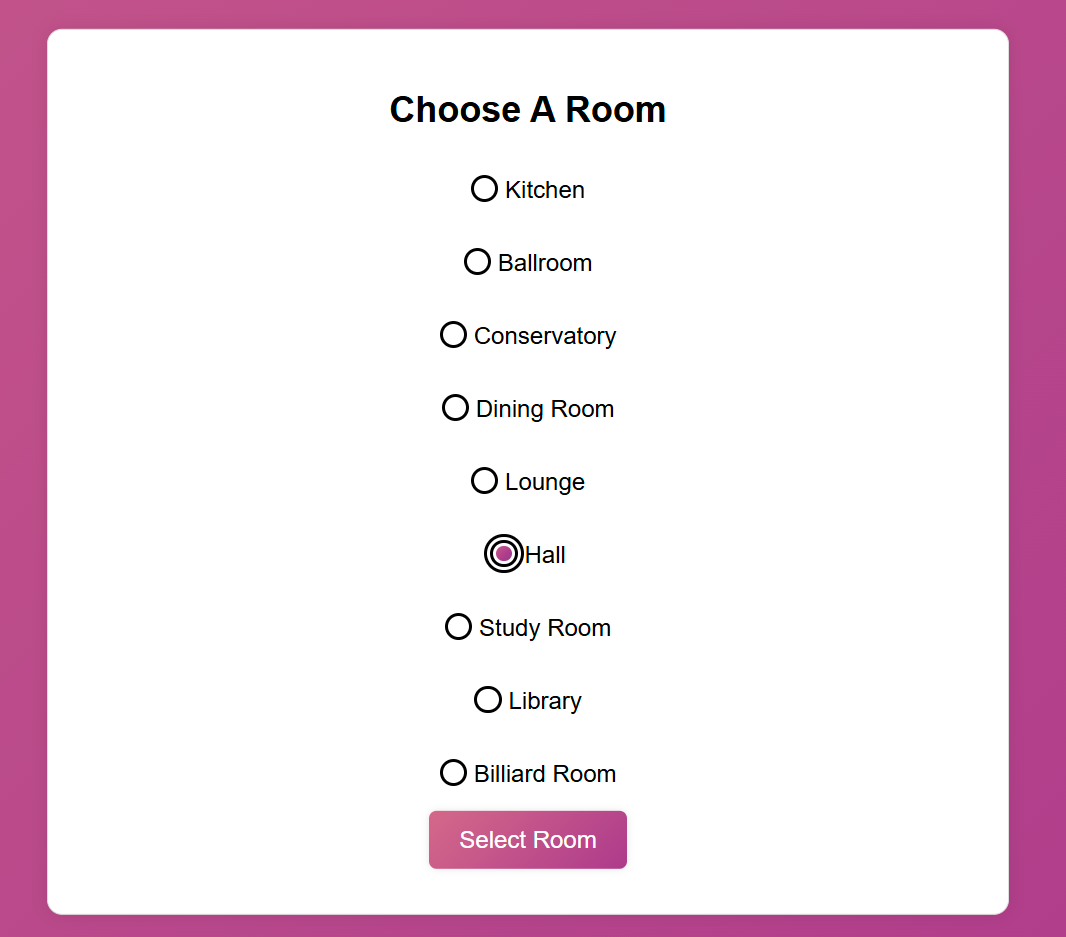 Choose A Room
Kitchen
Ballroom
Conservatory
Dining Room
Lounge
Hall
Study Room
Library
Billiard Room
Select Room